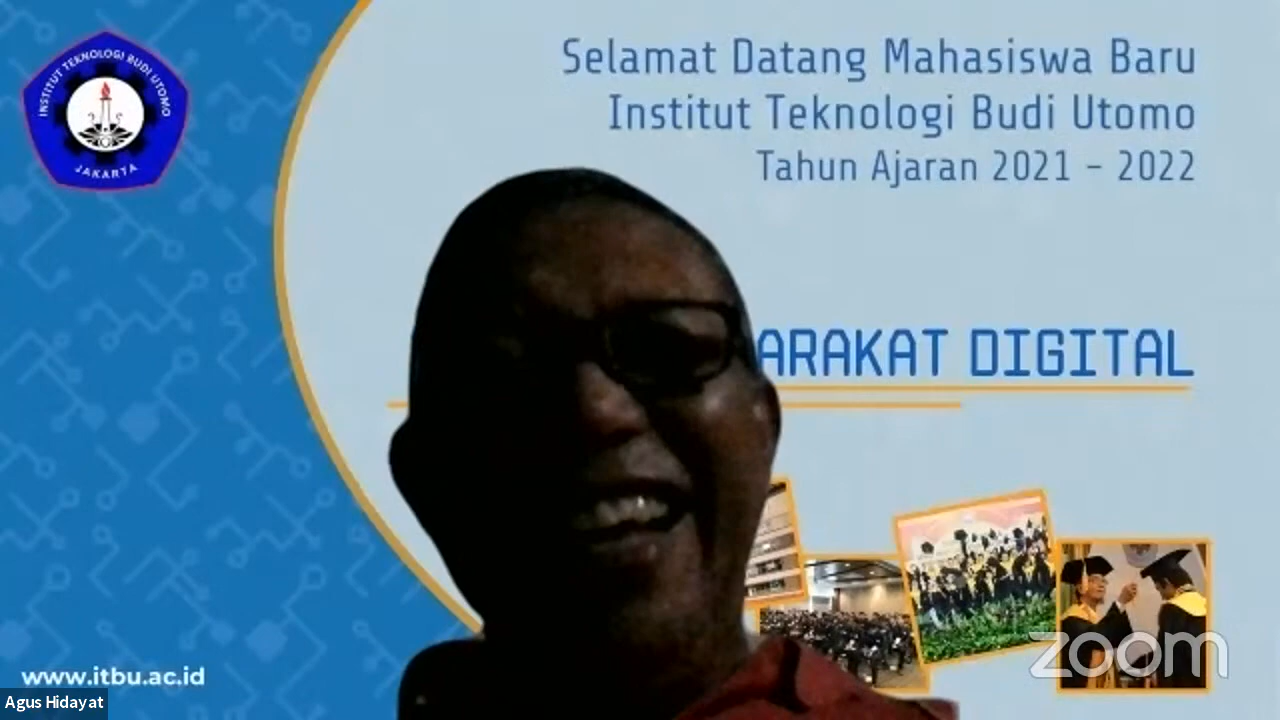 INSTITUT TEKNOLOGI BUDI UTOMO
JAKARTA
Selamat Datang Mahasiswa Baru
Institut Teknologi Budi Utomo
Tahun Ajaran 2021 - 2022
ARAKAT DIGITAL
zoom
www.itbu.ac.id
Agus Hidayat